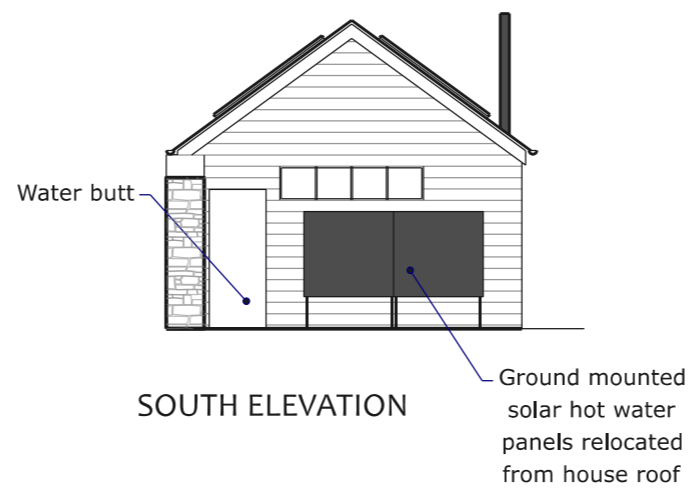 Water butt
SOUTH ELEVATION
Ground mounted
solar hot water
panels relocated
from house roof